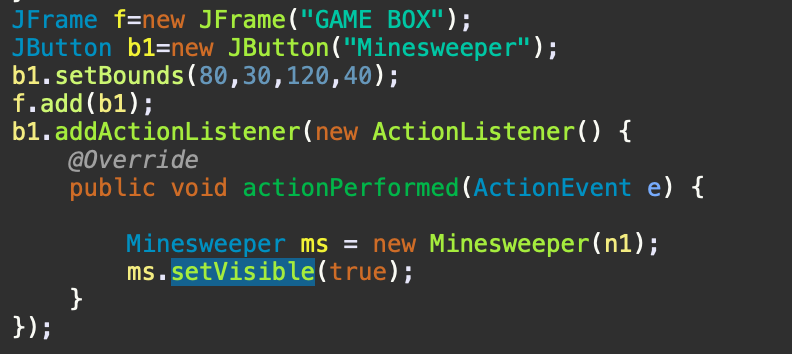 JFrame f=new JFrame("GAME BOX");
JButton b1=new JButton("Minesweeper");
b1.setBounds(80,30,120,40);
f.add(b1);
b1.addActionListener(new ActionListener() {
    @Override
    public void actionPerformed(ActionEvent e) {

        Minesweeper ms = new Minesweeper(n1);
        ms.setVisible(true);
    }
});